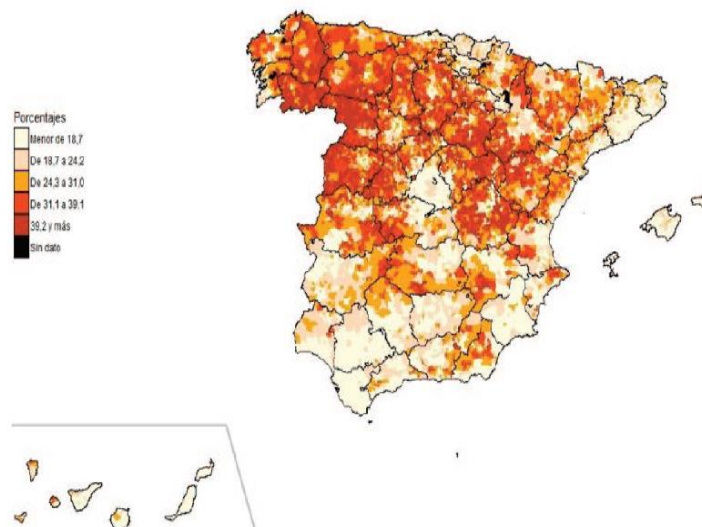 Porcentajes
Menor de 18,7
De 18,7 a 24,2
De 24,3 a 31,0
De 31,1 a 39,1
39,2 y más
Sin dato